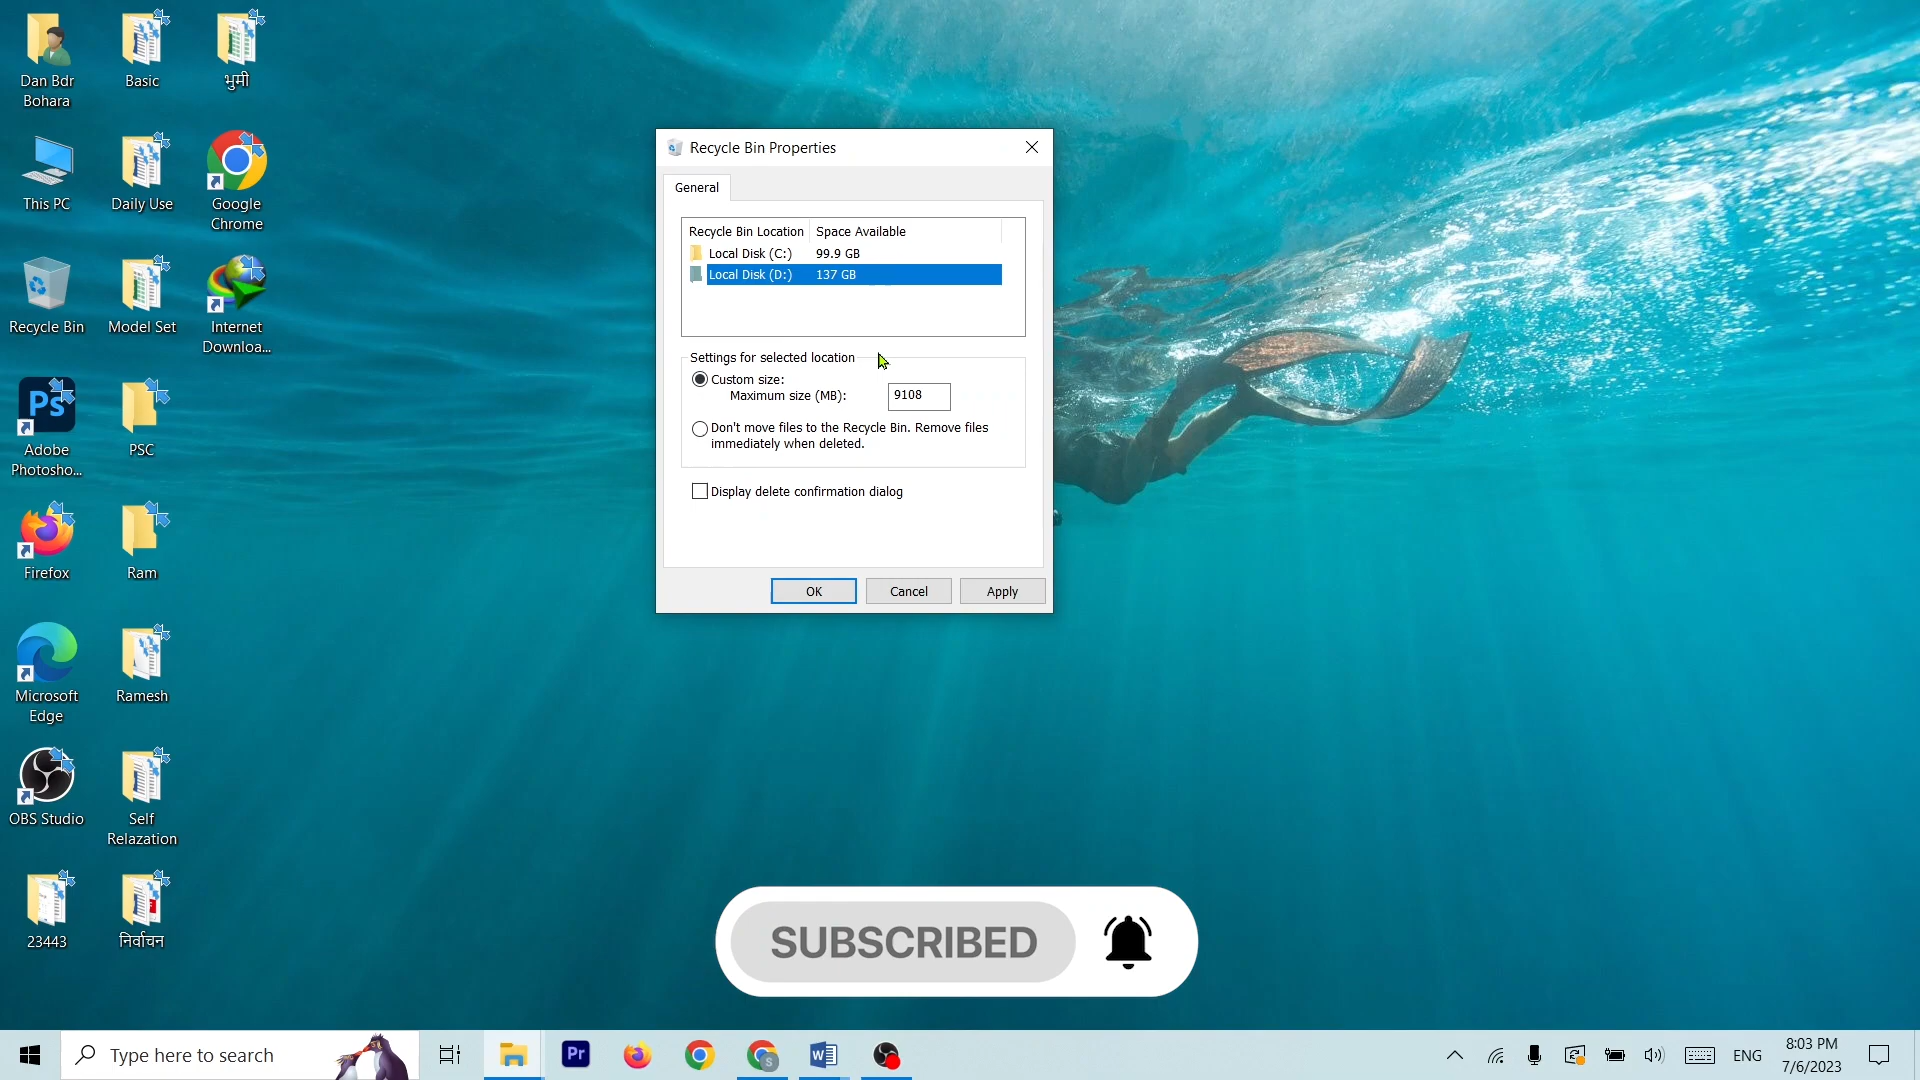 Dan Bdr
Bohara
Basic
भुमी
This PC
Daily Use
Google
Chrome
Recycle Bin
Model Set
Internet
Downloa...
Ps
Adobe
Photosho...
PSC
Firefox
Ram
Microsoft
Edge
Ramesh
OBS Studio
Self
Relazation
23443
निर्वाचन
Recycle Bin Properties
General
Recycle Bin Location Space Available
Local Disk (C:) 99.9 GB
Local Disk (D:) 137 GB
Settings for selected location
Custom size:
Maximum size (MB): 9108
Don't move files to the Recycle Bin. Remove files
immediately when deleted.
Display delete confirmation dialog
OK Cancel Apply
SUBSCRIBED
Type here to search
Pr
S
W
ENG
8:03 PM
7/6/2023